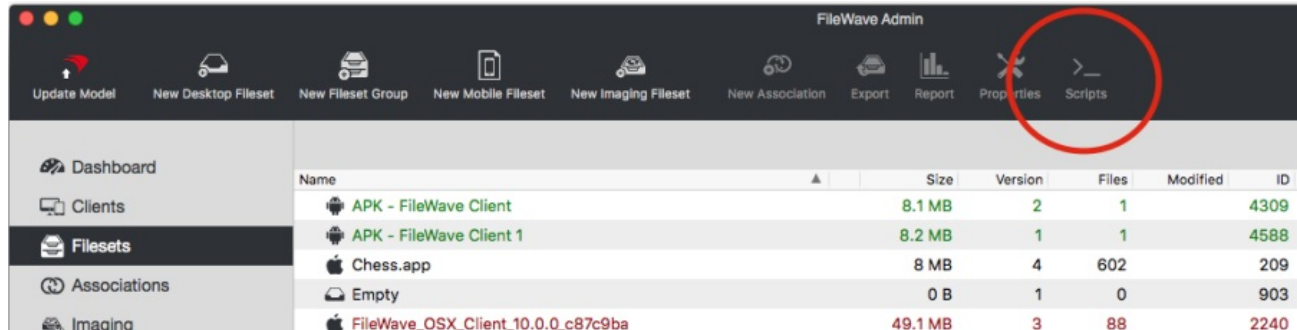 FileWave Admin
Update Model New Desktop Fileset New Fileset Group New Mobile Fileset New Imaging Fileset New Association Export Report Properties Scripts
Dashboard
Name Size Version Files Modified ID
Clients APK - FileWave Client 8.1 MB 2 1 4309
Filesets APK - FileWave Client 1 8.2 MB 1 1 4588
Chess.app 8 MB 4 602 209
Associations Empty 0 B 1 0 903
Imaging FileWave_OSX_Client_10.0.0_c87c9ba 49.1 MB 3 88 2240